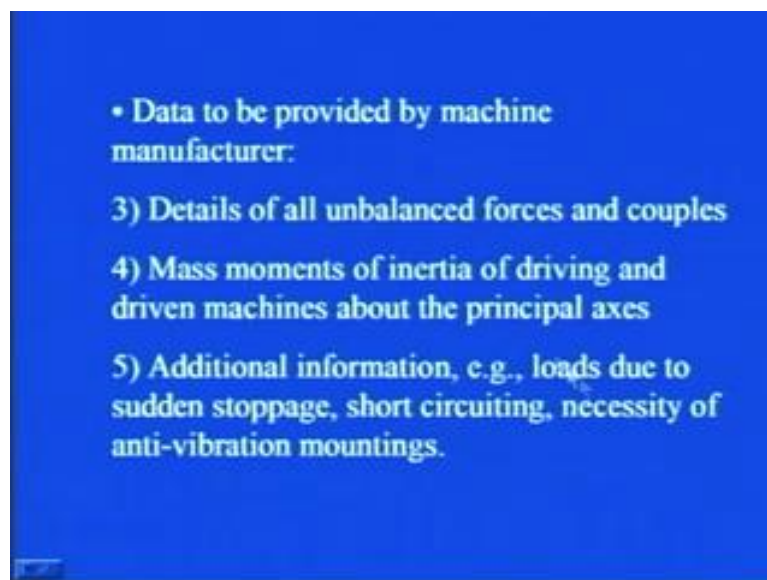 • Data to be provided by machine
manufacturer:
3) Details of all unbalanced forces and couples
4) Mass moments of inertia of driving and
driven machines about the principal axes
5) Additional information, e.g., loads due to
sudden stoppage, short circuiting, necessity of
anti-vibration mountings.